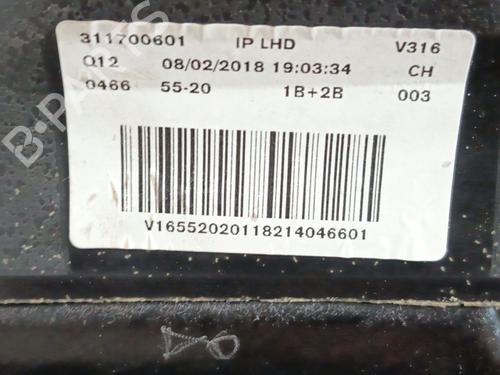 311700601 IP LHD V316
Q12 08/02/2018 19:03:34 CH
0466 55-20 1B+2B 003
V16552020118214046601
B-PARTS